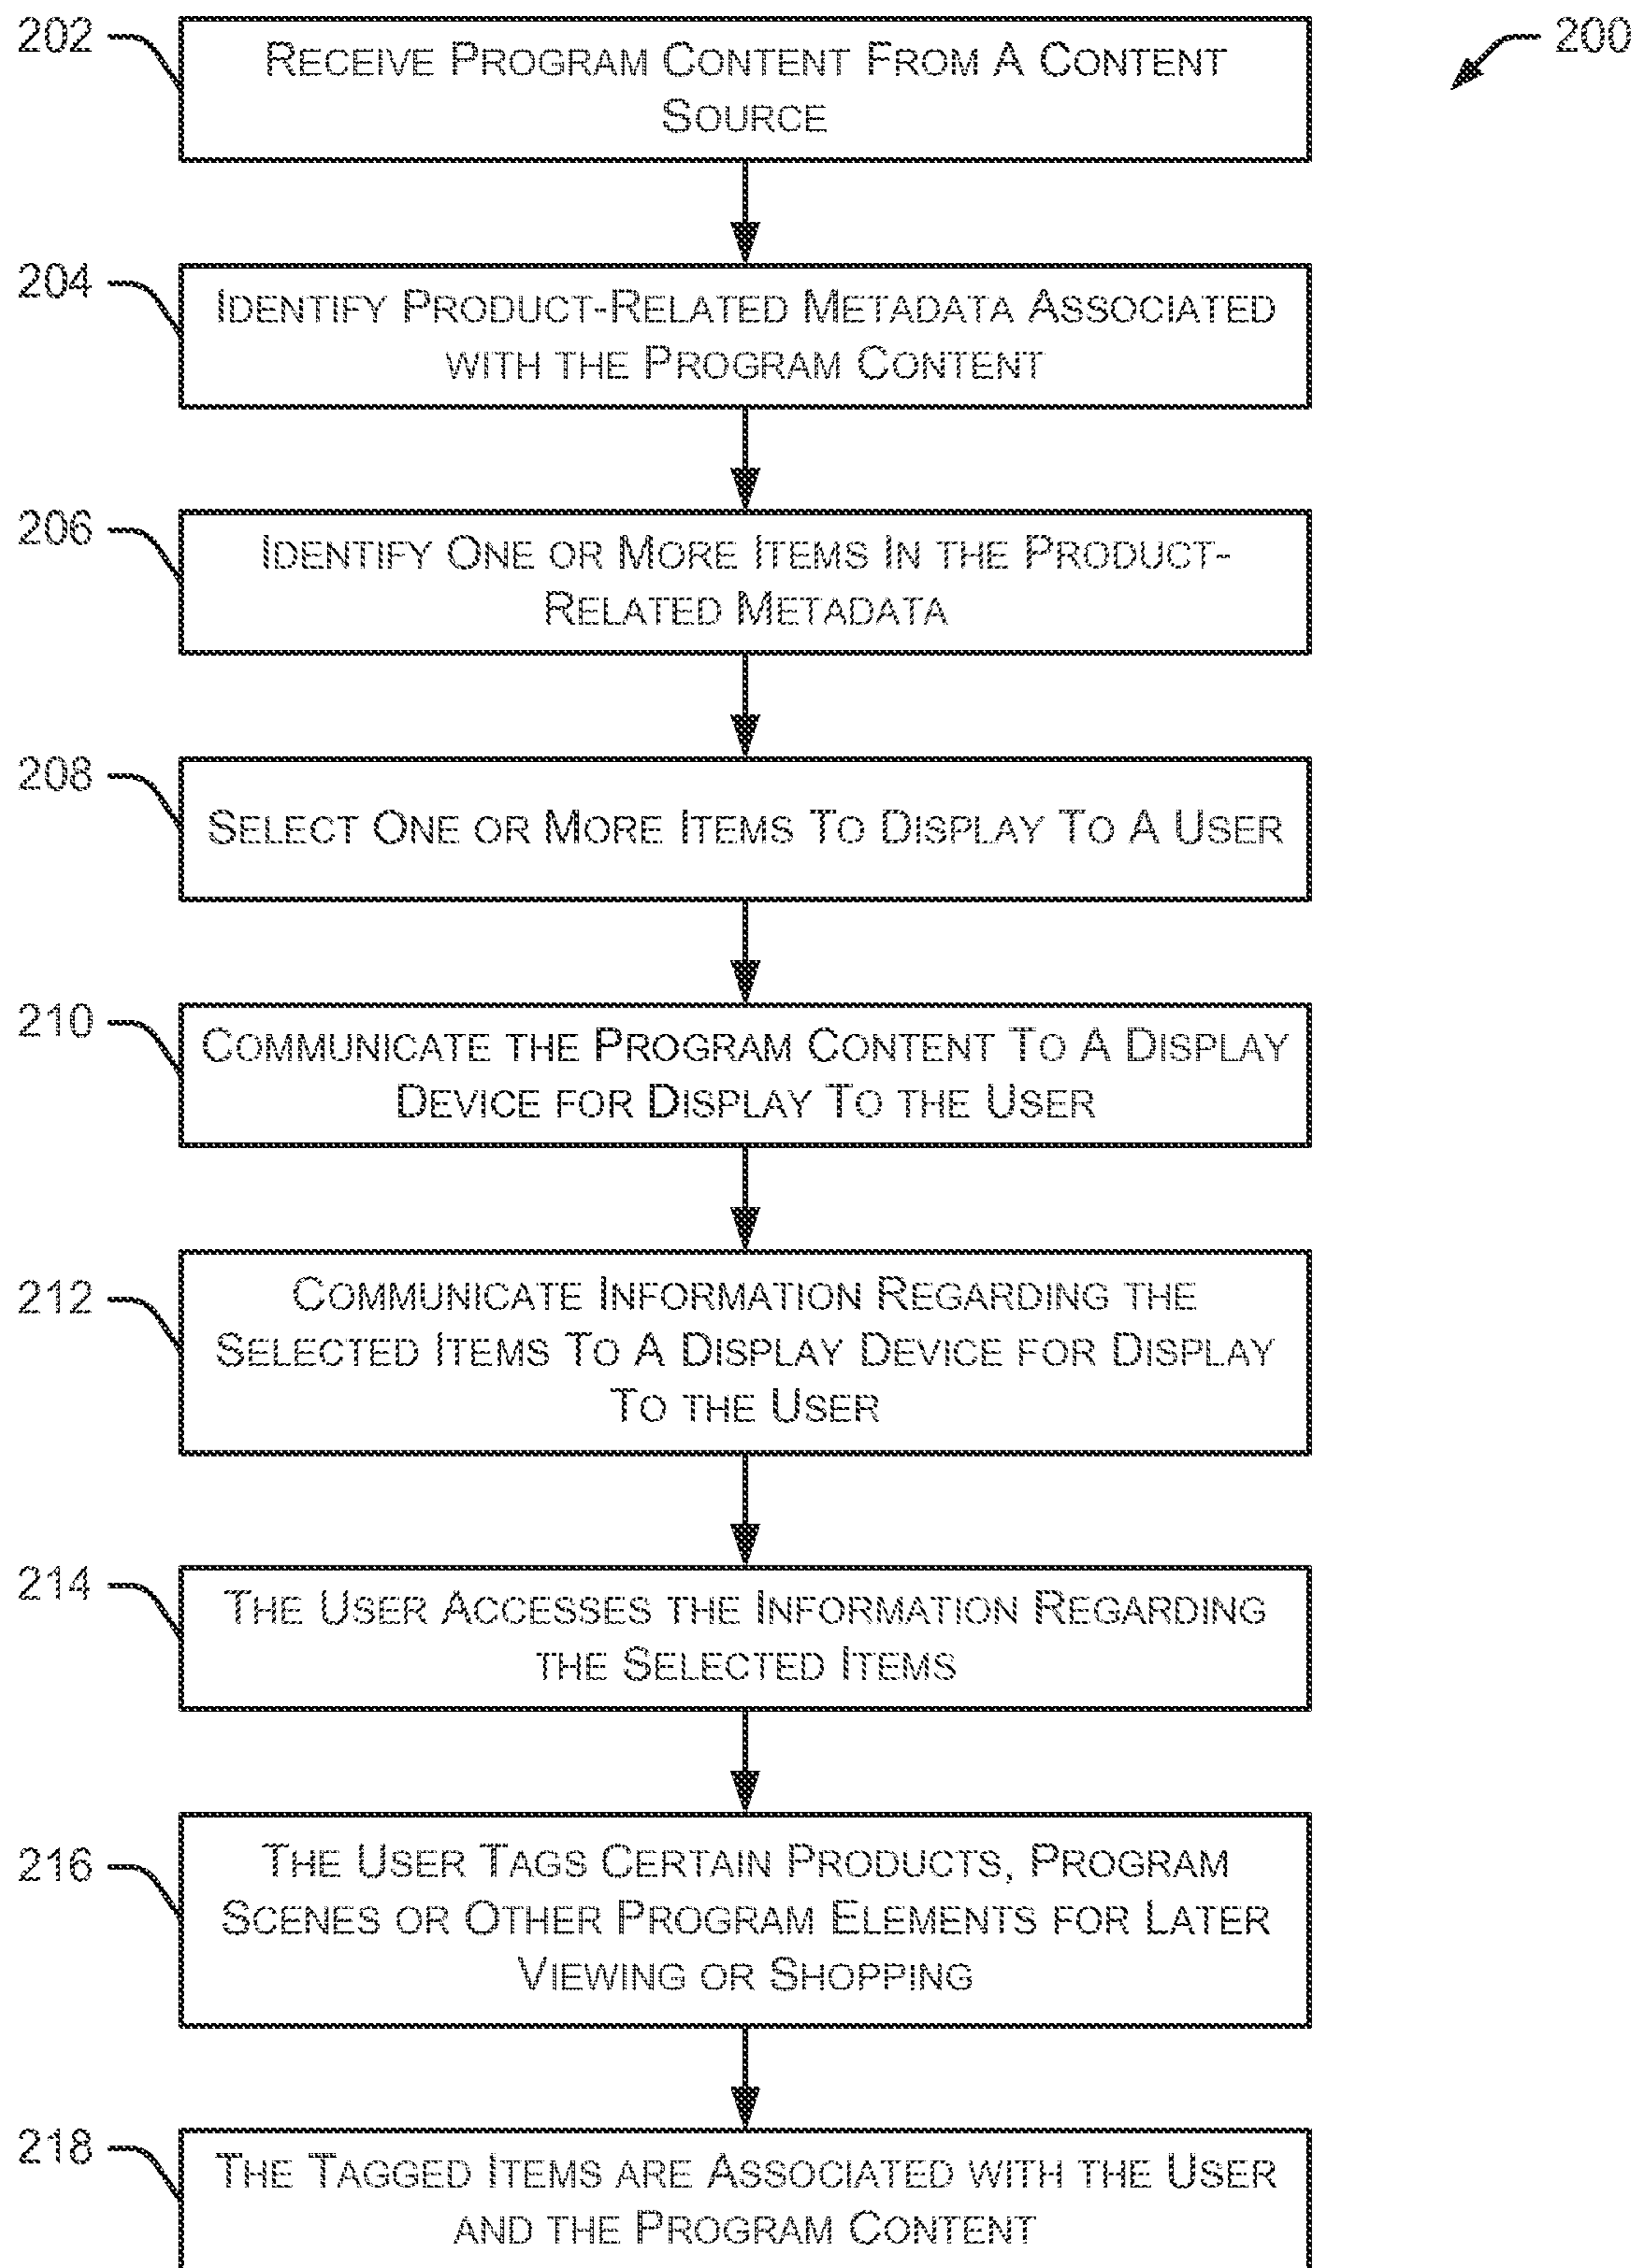 202
200
RECEIVE PROGRAM CONTENT FROM A CONTENT
SOURCE
204
IDENTIFY PRODUCT-RELATED METADATA ASSOCIATED
WITH THE PROGRAM CONTENT
206
IDENTIFY ONE OR MORE ITEMS IN THE PRODUCT-
RELATED METADATA
208
SELECT ONE OR MORE ITEMS TO DISPLAY TO A USER
210
COMMUNICATE THE PROGRAM CONTENT TO A DISPLAY
DEVICE FOR DISPLAY TO THE USER
212
COMMUNICATE INFORMATION REGARDING THE
SELECTED ITEMS TO A DISPLAY DEVICE FOR DISPLAY
TO THE USER
214
THE USER ACCESSES THE INFORMATION REGARDING
THE SELECTED ITEMS
216
THE USER TAGS CERTAIN PRODUCTS, PROGRAM
SCENES OR OTHER PROGRAM ELEMENTS FOR LATER
VIEWING OR SHOPPING
218
THE TAGGED ITEMS ARE ASSOCIATED WITH THE USER
AND THE PROGRAM CONTENT